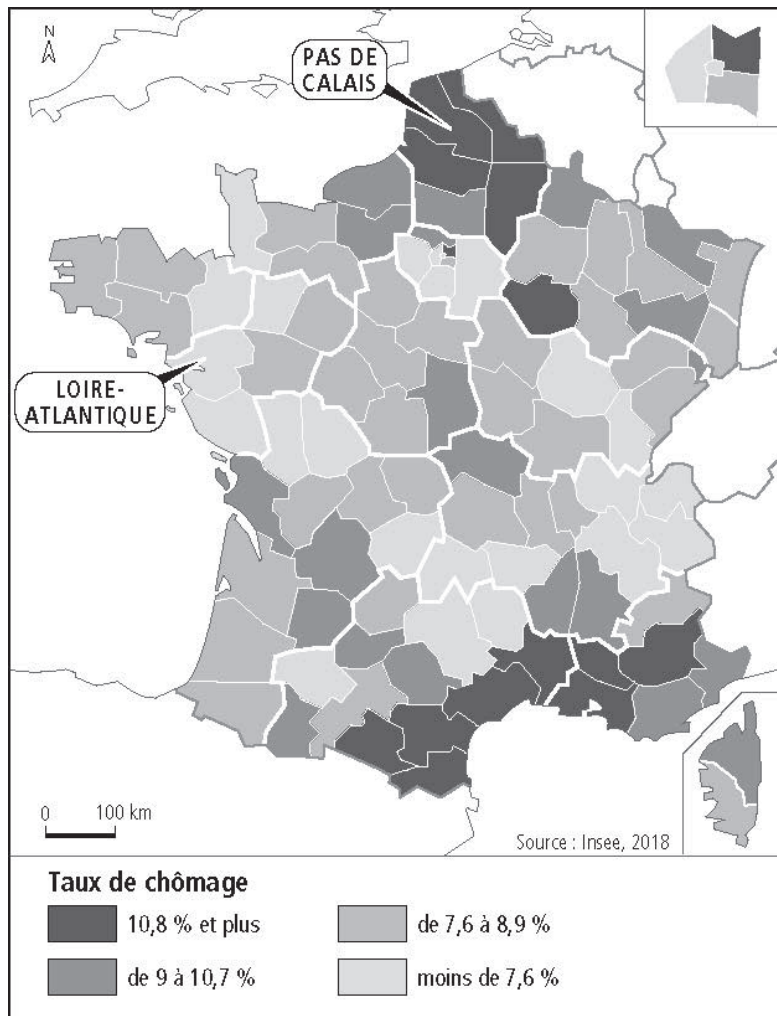 N
PAS DE
CALAIS
LOIRE-
ATLANTIQUE
0 100 km
Source : Insee, 2018
Taux de chômage
10,8 % et plus
de 7,6 à 8,9 %
de 9 à 10,7 %
moins de 7,6 %